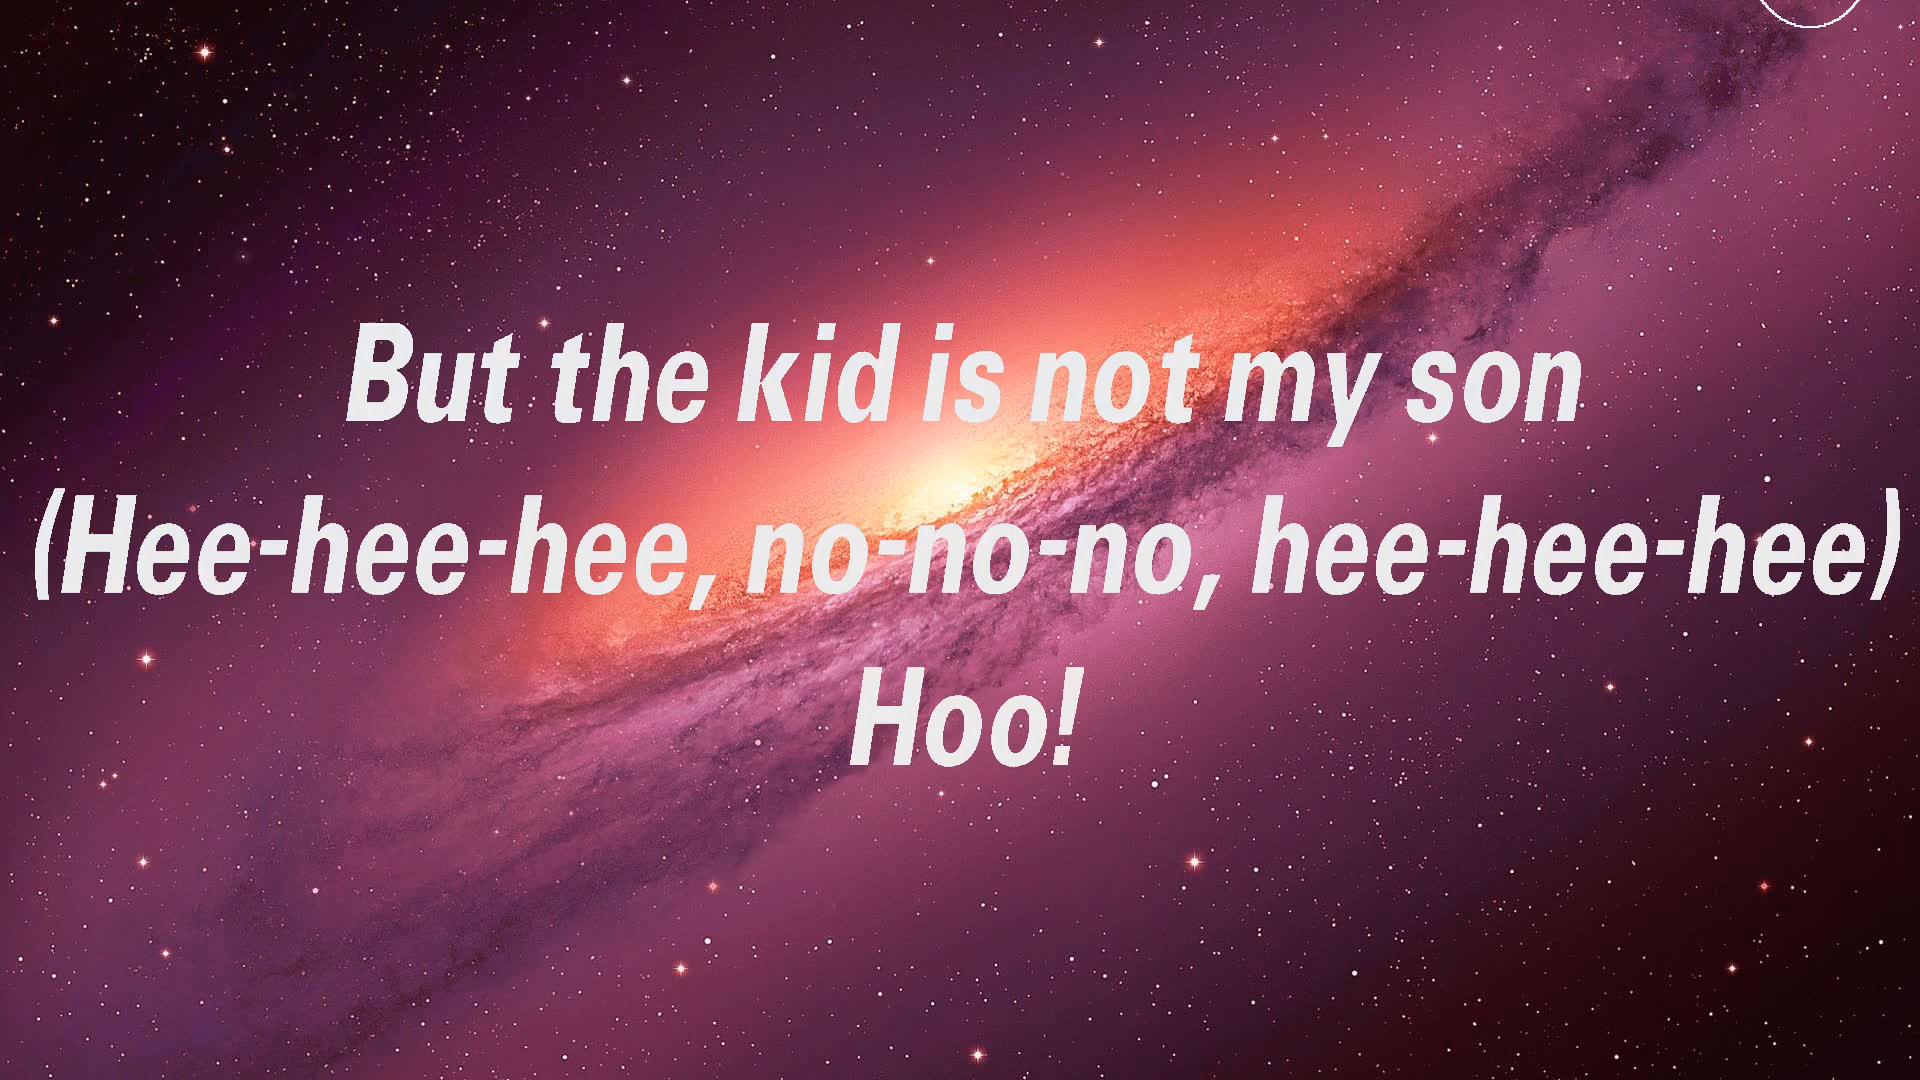 But the kid is not my son
(Hee-hee-hee, no-no-no, hee-hee-hee)
Hoo!